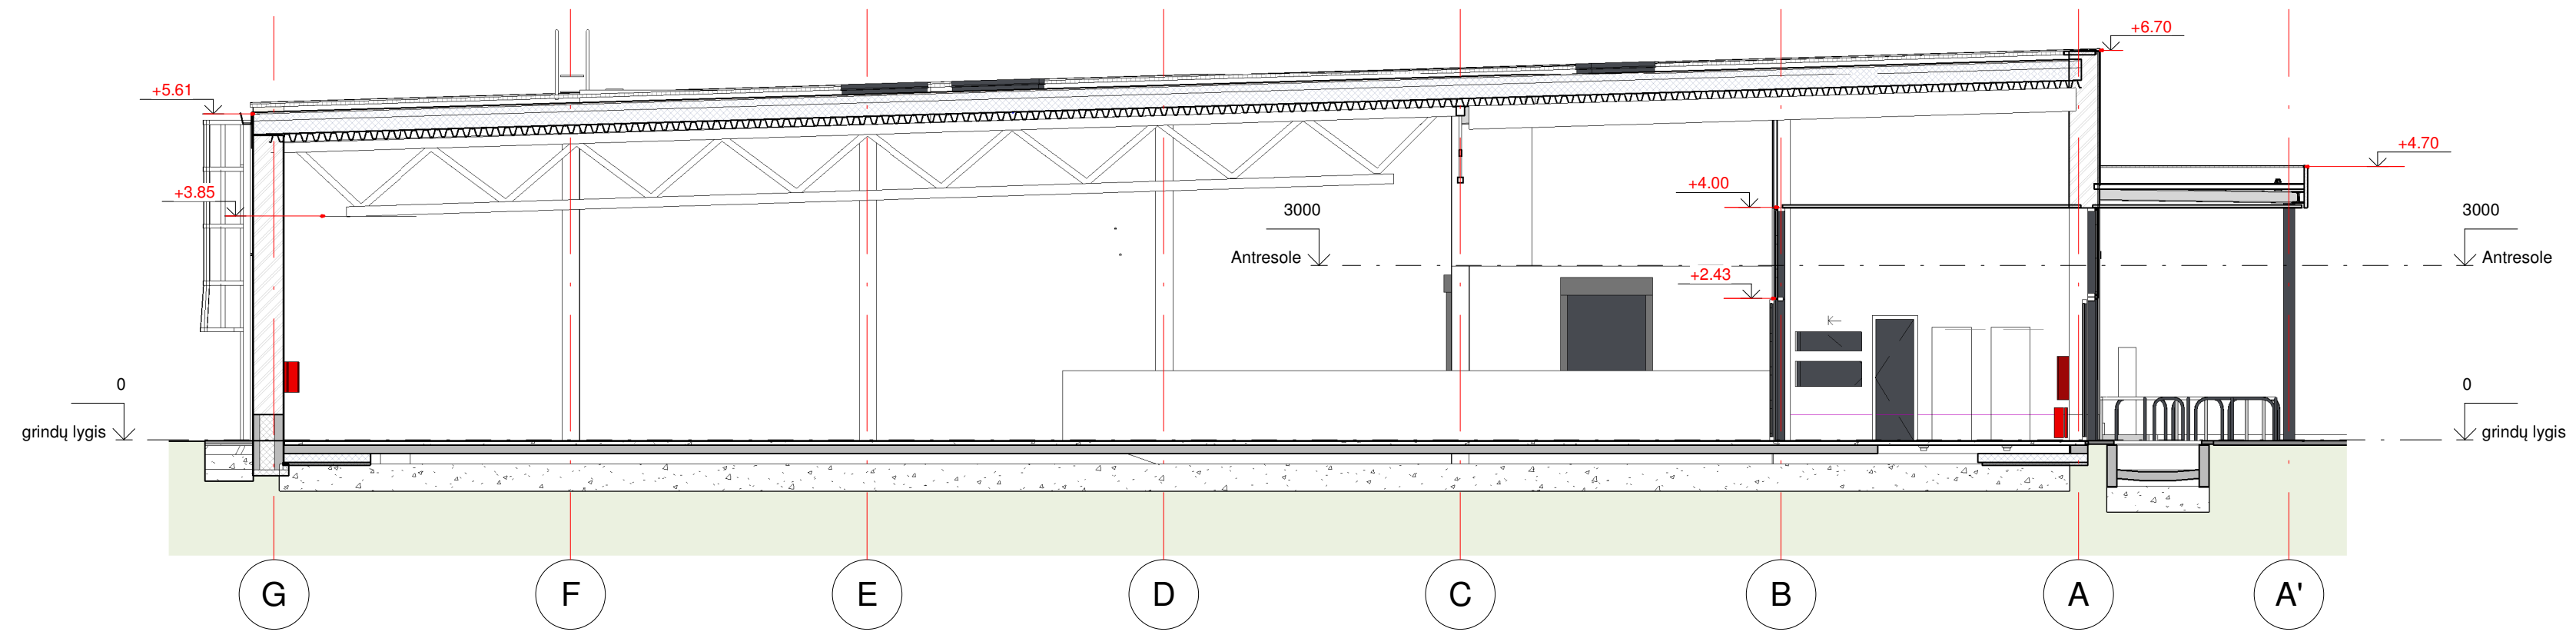 +6.70
+5.61
+4.70
+3.85
+4.00
3000
Antresole
3000
Antresole
+2.43
0
grindų lygis
0
grindų lygis
G F E D C B A A'